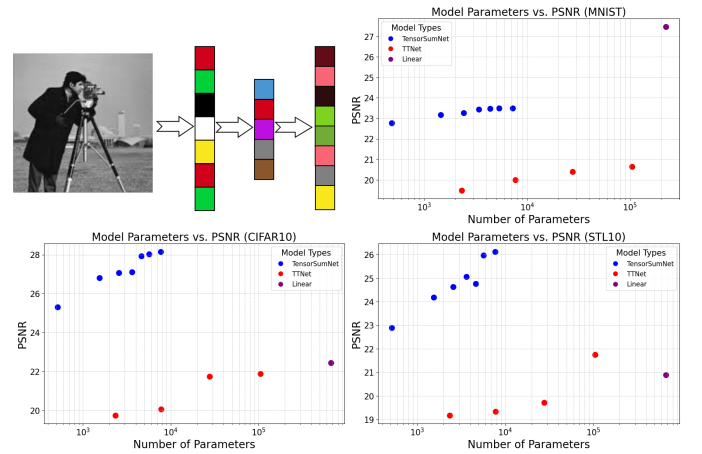 Model Parameters vs. PSNR (MNIST)
PSNR
27
26
25
24
23
22
21
20
Model Types
TensorSumNet
TTNet
Linear
10³
10⁴
10⁵
Number of Parameters
Model Parameters vs. PSNR (CIFAR10)
PSNR
28
26
24
22
20
Model Types
TensorSumNet
TTNet
Linear
10³
10⁴
10⁵
Number of Parameters
Model Parameters vs. PSNR (STL10)
PSNR
26
25
24
23
22
21
20
19
Model Types
TensorSumNet
TTNet
Linear
10³
10⁴
10⁵
Number of Parameters